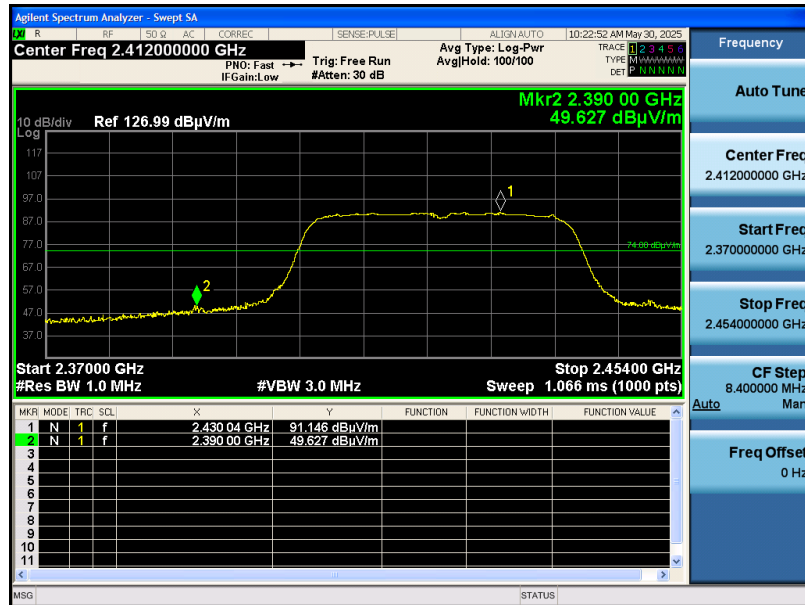 Agilent Spectrum Analyzer - Swept SA
LXI R RF 50 Ω AC CORREC SENSE:PULSE ALIGN AUTO 10:22:52 AM May 30, 2025
Center Freq 2.412000000 GHz
PNO: Fast
IFGain:Low
Trig: Free Run
#Atten: 30 dB
Avg Type: Log-Pwr
Avg|Hold: 100/100
TRACE 1 2 3 4 5 6
TYPE M W W W W W
DET P N N N N N
Mkr2 2.390 00 GHz
49.627 dBµV/m
10 dB/div Ref 126.99 dBµV/m
Log
117
107
97.0
87.0
77.0
67.0
57.0
47.0
37.0
1
74.00 dBµV/m
2
Start 2.37000 GHz Stop 2.45400 GHz
#Res BW 1.0 MHz #VBW 3.0 MHz Sweep 1.066 ms (1000 pts)
MKR MODE TRC SCL X Y FUNCTION FUNCTION WIDTH FUNCTION VALUE
1 N 1 f 2.430 04 GHz 91.146 dBµV/m
2 N 1 f 2.390 00 GHz 49.627 dBµV/m
3
4
5
6
7
8
9
10
11
MSG STATUS
Frequency
Auto Tune
Center Freq
2.412000000 GHz
Start Freq
2.370000000 GHz
Stop Freq
2.454000000 GHz
CF Step
8.400000 MHz
Auto Man
Freq Offset
0 Hz